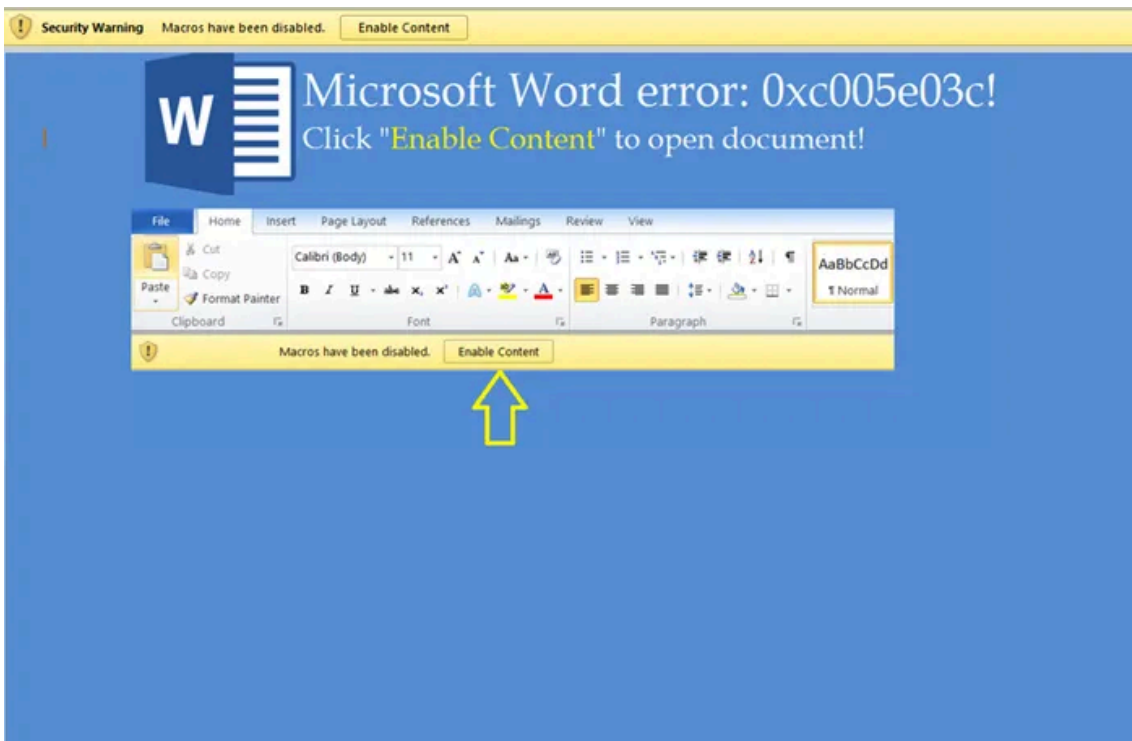 Security Warning Macros have been disabled. Enable Content
W
Microsoft Word error: 0xc005e03c!
Click "Enable Content" to open document!
File Home Insert Page Layout References Mailings Review View
Cut
Calibri (Body) 11 A A Aa
AaBbCcDd
Copy
Paste
Format Painter
B I U abc x, x' A A
¶ Normal
Clipboard Font Paragraph
Macros have been disabled. Enable Content